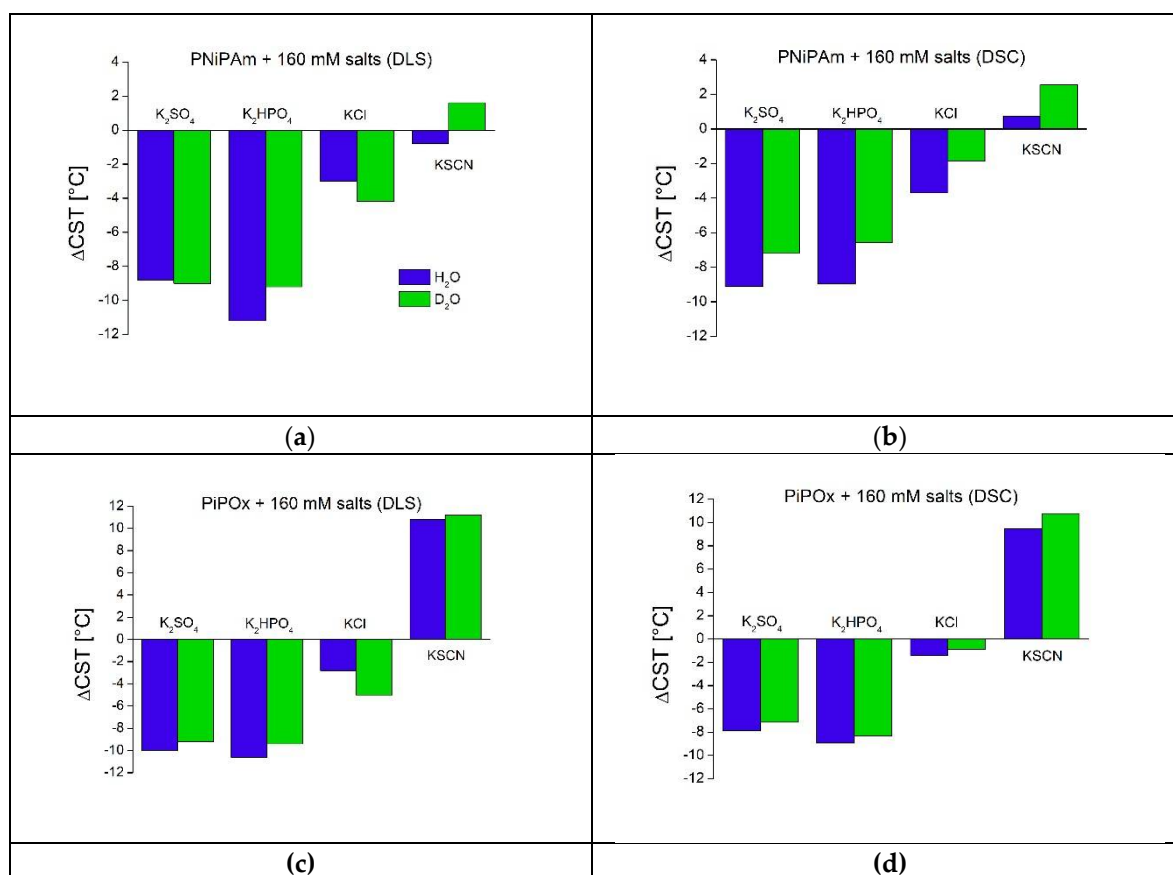 PNiPAm + 160 mM salts (DLS)
4
2
0
-2
-4
-6
-8
-10
-12
ΔCST [°C]
K₂SO₄
K₂HPO₄
KCl
KSCN
H₂O
D₂O
(a)
PNiPAm + 160 mM salts (DSC)
4
2
0
-2
-4
-6
-8
-10
-12
ΔCST [°C]
K₂SO₄
K₂HPO₄
KCl
KSCN
(b)
PiPOx + 160 mM salts (DLS)
12
10
8
6
4
2
0
-2
-4
-6
-8
-10
-12
ΔCST [°C]
K₂SO₄
K₂HPO₄
KCl
KSCN
(c)
PiPOx + 160 mM salts (DSC)
12
10
8
6
4
2
0
-2
-4
-6
-8
-10
-12
ΔCST [°C]
K₂SO₄
K₂HPO₄
KCl
KSCN
(d)